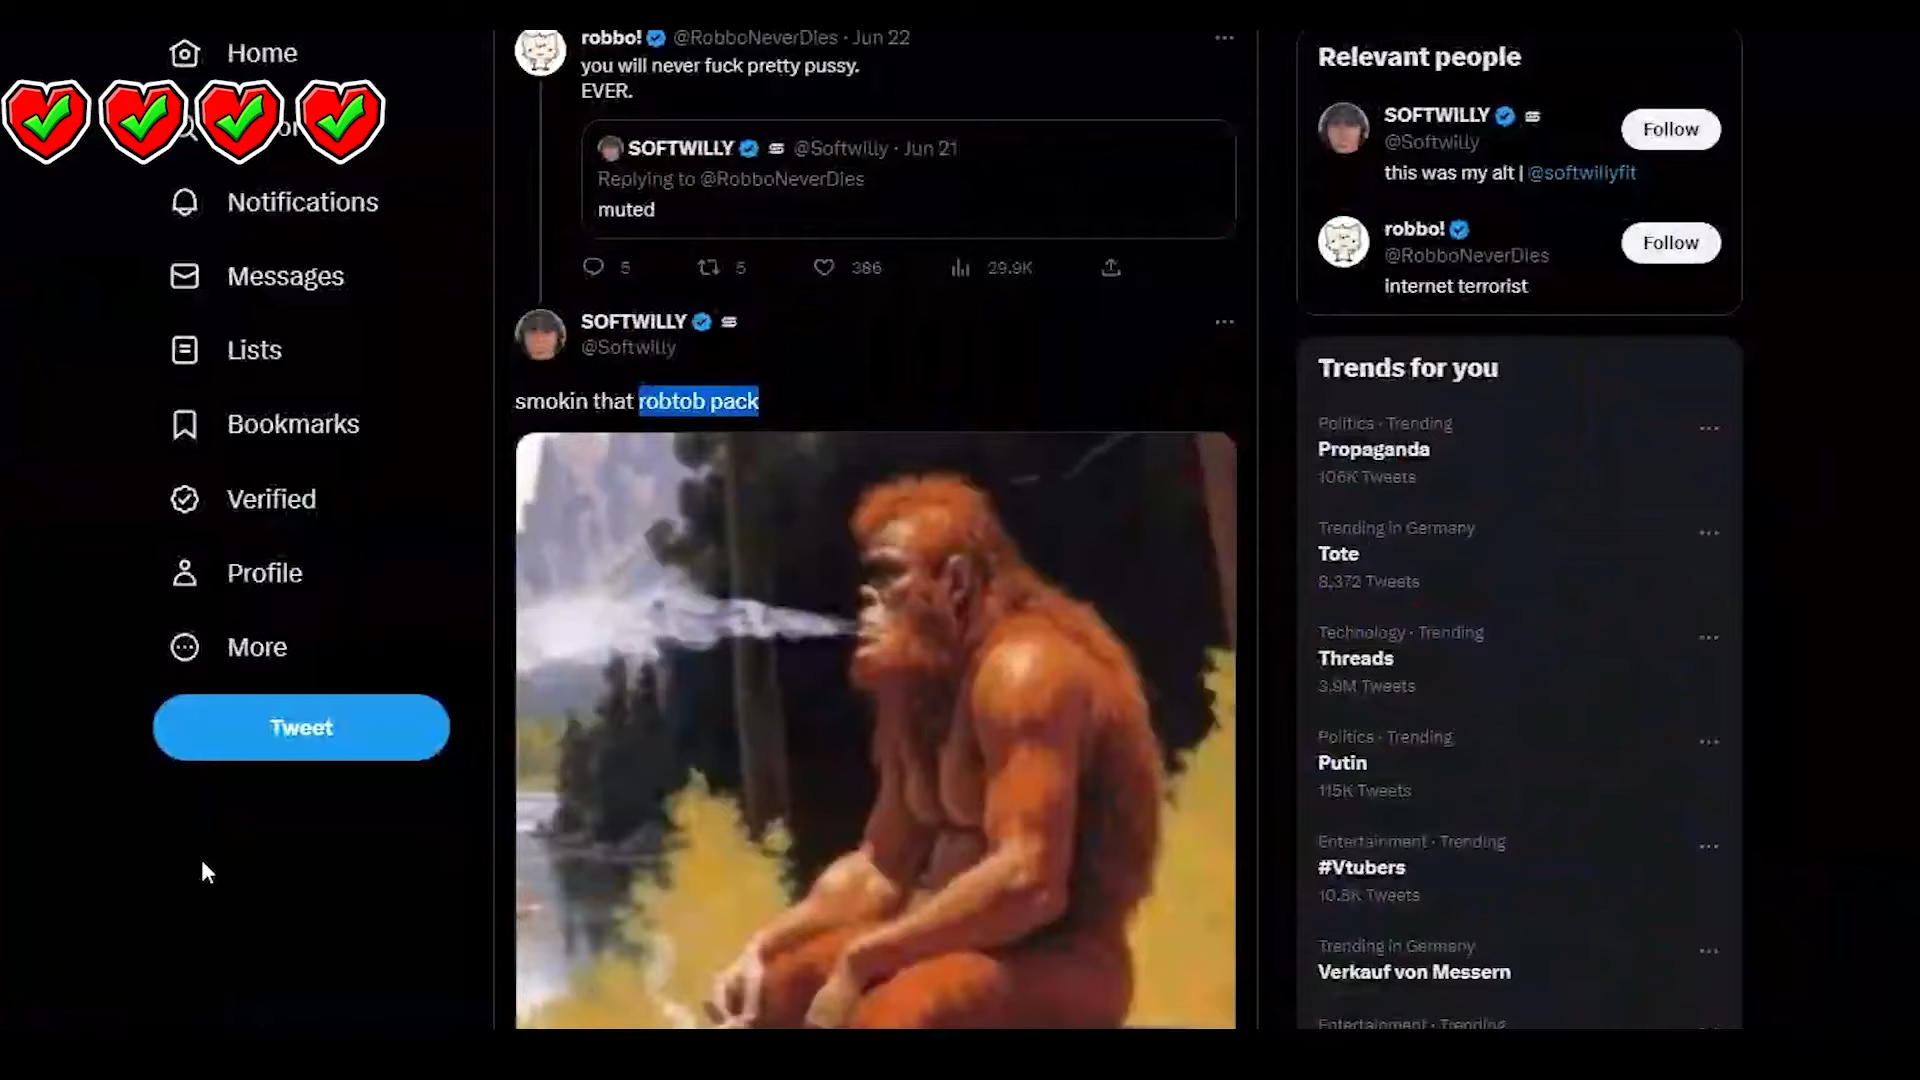 Home
Notifications
Messages
Lists
Bookmarks
Verified
Profile
More
Tweet
robbo! @RobboNeverDies · Jun 22
you will never fuck pretty pussy.
EVER.
SOFTWILLY @Softwilly · Jun 21
Replying to @RobboNeverDies
muted
5 5 386 29.9K
SOFTWILLY
@Softwilly
smokin that robtob pack
Relevant people
SOFTWILLY
@Softwilly
Follow
this was my alt | @softwillyfit
robbo!
@RobboNeverDies
Follow
internet terrorist
Trends for you
Politics · Trending
Propaganda
106K Tweets
Trending in Germany
Tote
8,372 Tweets
Technology · Trending
Threads
3.9M Tweets
Politics · Trending
Putin
115K Tweets
Entertainment · Trending
#Vtubers
10.8K Tweets
Trending in Germany
Verkauf von Messern
Entertainment · Trending